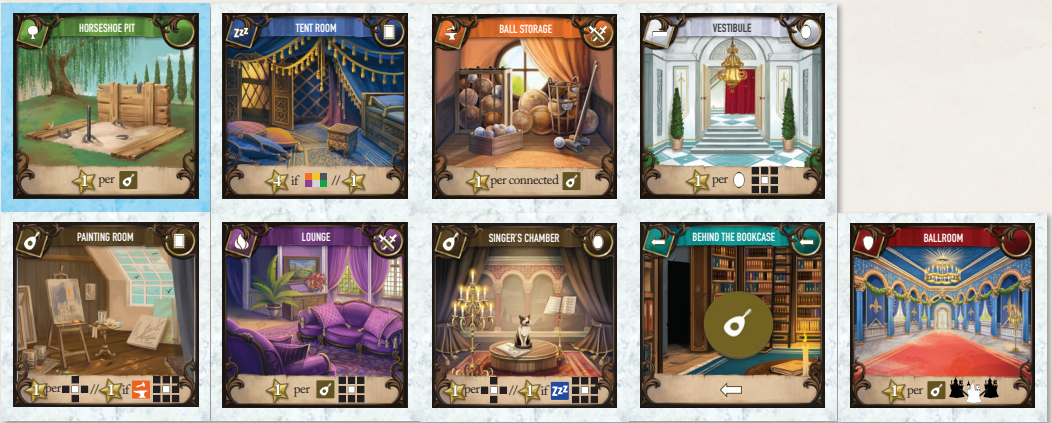 HORSESHOE PIT
TENT ROOM
ZZZ
BALL STORAGE
VESTIBULE
1 per
4 if // 1
1 per connected
1 per
PAINTING ROOM
LOUNGE
SINGER'S CHAMBER
BEHIND THE BOOKCASE
BALLROOM
1 per // 1 if
1 per
1 per // 1 if ZZZ
1 per